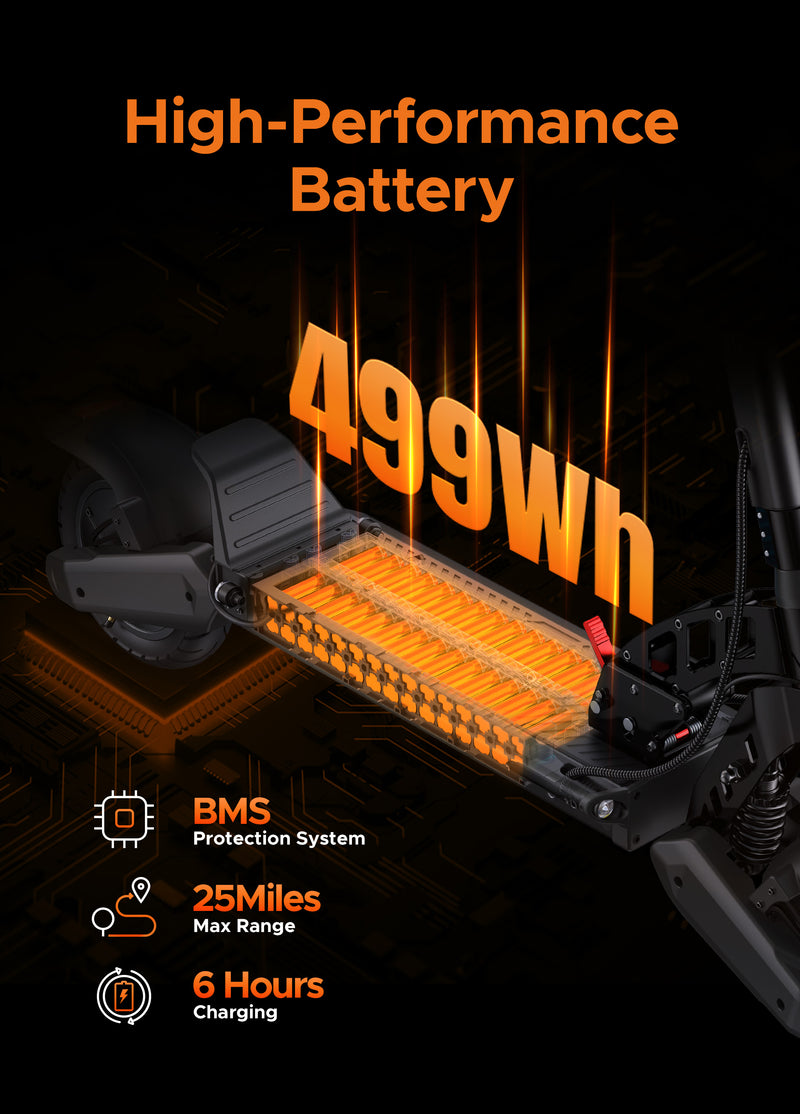 High-Performance
Battery
499Wh
BMS
Protection System
25Miles
Max Range
6 Hours
Charging